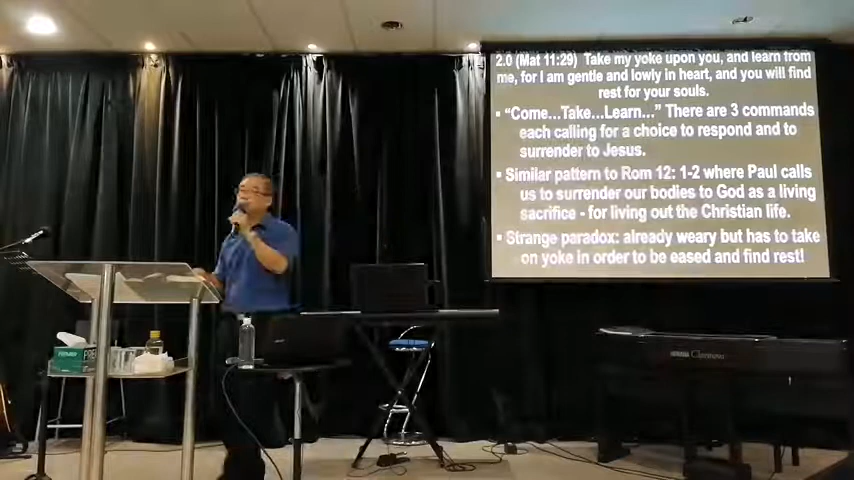 2.0 (Mat 11:29) Take my yoke upon you, and learn from
me, for I am gentle and lowly in heart, and you will find
rest for your souls.
• "Come…Take…Learn…" There are 3 commands
each calling for a choosing to respond and
surrender to Jesus.
• Similar pattern to Rom 12: 1-2 where Paul calls
us to surrender our bodies to God as a living
sacrifice - for living out the Christian life.
• Strange Paradox: Already weary but has to take
on a yoke in order to be eased and find rest.
PREMIER
YAMAHA Clavinova